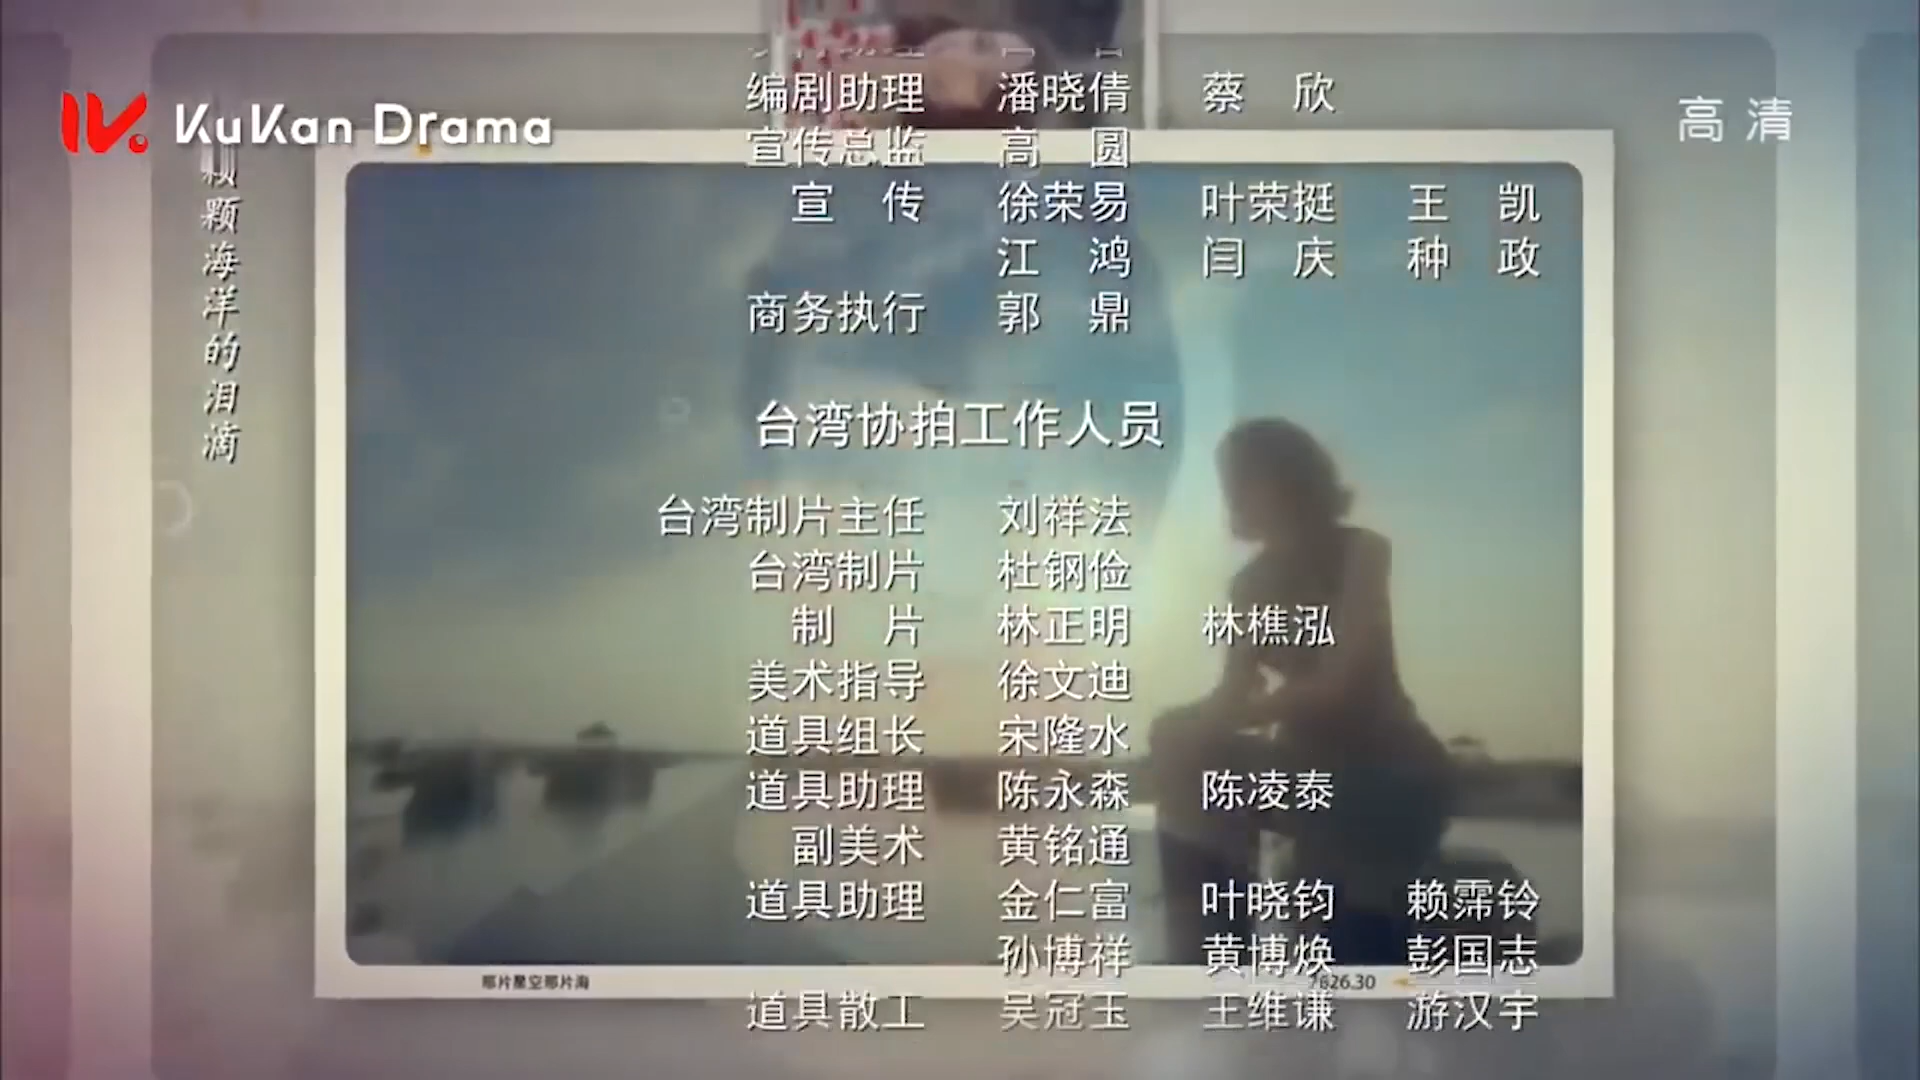 KuKan Drama
高清
颗海洋的泪滴
编剧助理 潘晓倩 蔡欣
宣传总监 高圆
宣传 徐荣易 叶荣挺 王凯
江鸿 闫庆 种政
商务执行 郭鼎
台湾协拍工作人员
台湾制片主任 刘祥法
台湾制片 杜钢俭
制片 林正明 林樵泓
美术指导 徐文迪
道具组长 宋隆水
道具助理 陈永森 陈凌泰
副美术 黄铭通
道具助理 金仁富 叶晓钧 赖霈铃
孙博祥 黄博焕 彭国志
道具散工 吴冠玉 王维谦 游汉宇
那片星空那片海